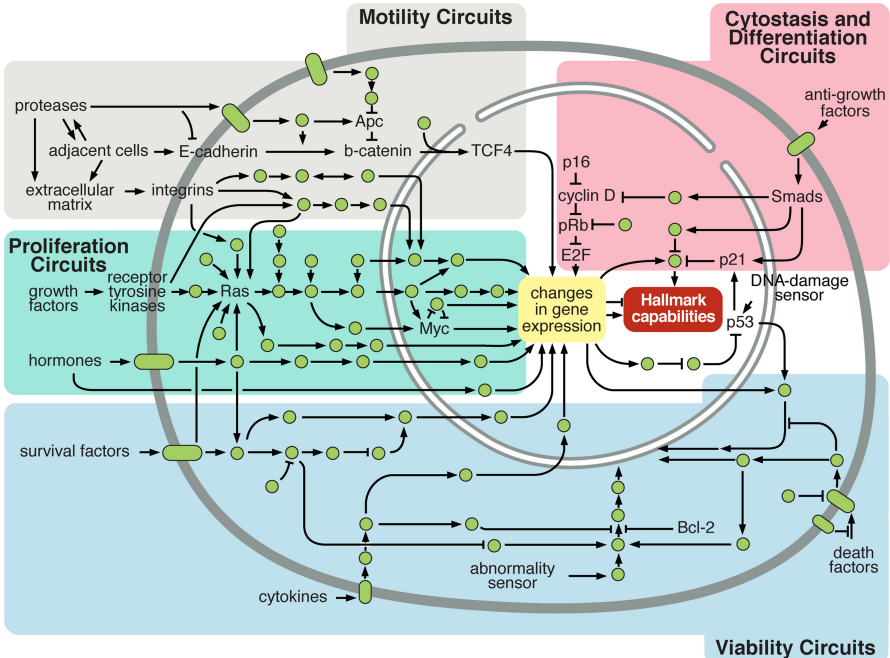 Motility Circuits
Cytostasis and
Differentiation
Circuits
proteases
Apc
anti-growth
factors
adjacent cells
E-cadherin
b-catenin
TCF4
p16
extracellular
matrix
integrins
cyclin D
Smads
pRb
Proliferation
Circuits
E2F
p21
growth
factors
receptor
tyrosine
kinases
Ras
changes
in gene
expression
Hallmark
capabilities
DNA-damage
sensor
Myc
p53
hormones
survival factors
Bcl-2
abnormality
sensor
death
factors
cytokines
Viability Circuits